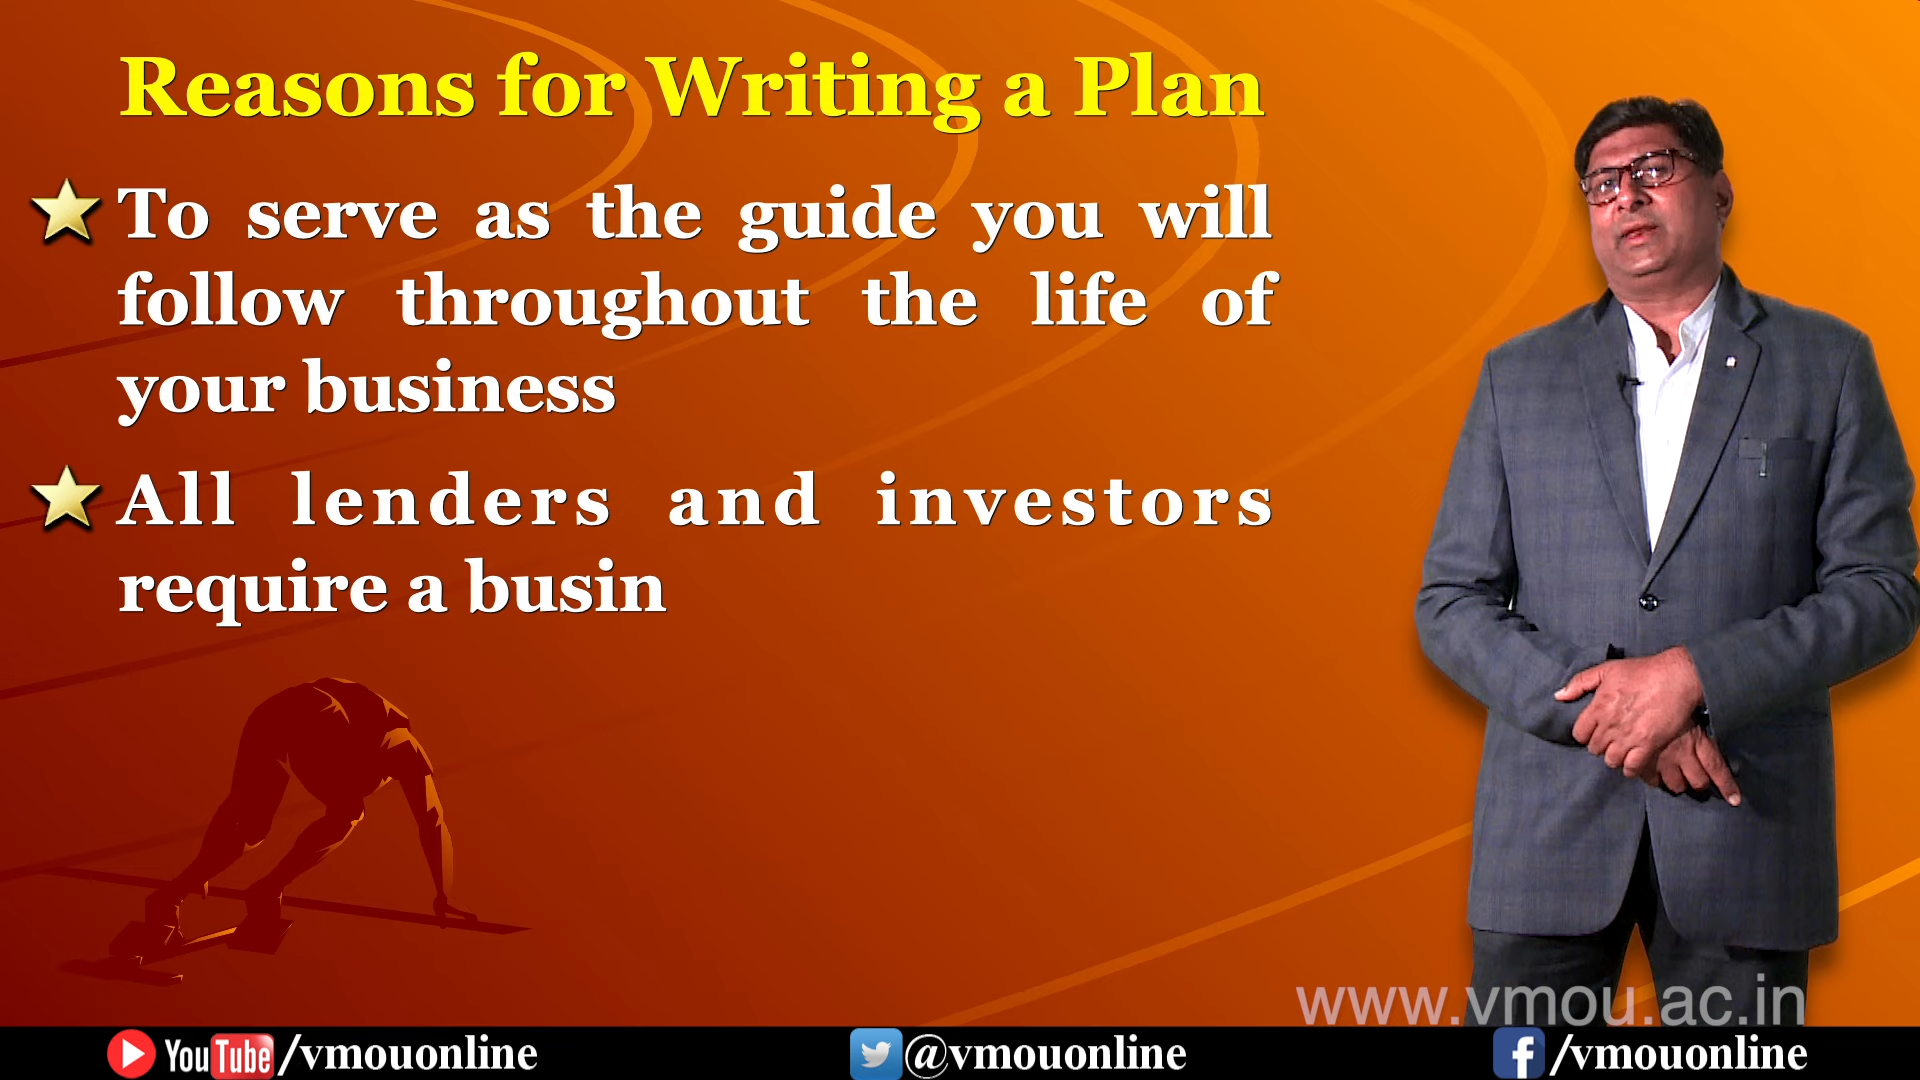 Reasons for Writing a Plan
To serve as the guide you will
follow throughout the life of
your business
All lenders and investors
require a busin
www.vmou.ac.in
YouTube /vmouonline
@vmouonline
f /vmouonline